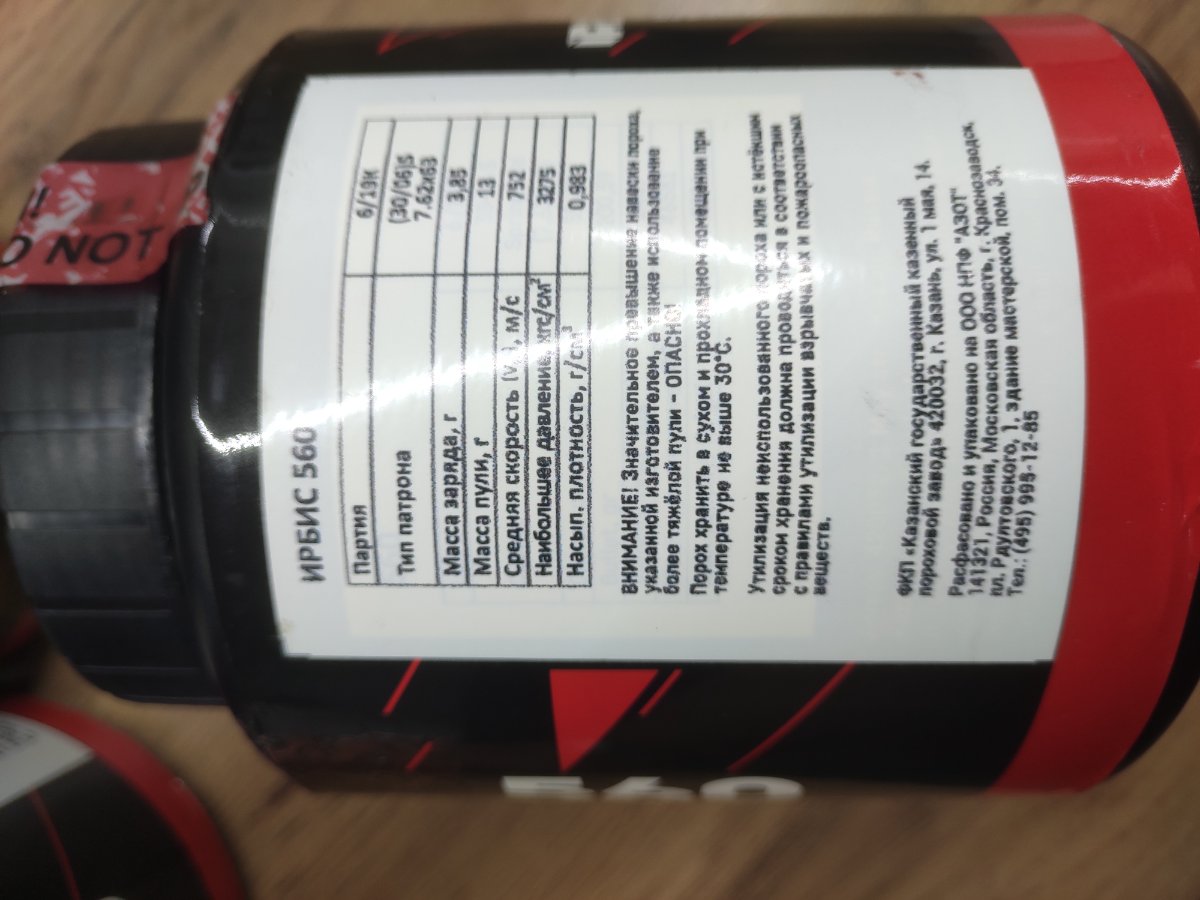 ИРБИС 560
Партия 6/19К
Тип патрона (30/06)S 7.62х63
Масса заряда, г 3,85
Масса пули, г 13
Средняя скорость м/с 752
Наибольшее давление, кгс/см² 3275
Насып. плотность, г/см³ 0,983
ВНИМАНИЕ! Значительное превышение навески пороха,
указанной изготовителем, а также использование
более тяжёлой пули - ОПАСНО!
Порох хранить в сухом и прохладном помещении при
температуре не выше 30°С.
Утилизация неиспользованного пороха или с истёкшим
сроком хранения должна проводиться в соответствии
с правилами утилизации взрывчатых и пожароопасных
веществ.
ФКП «Казанский государственный казенный
пороховой завод» 420032, г. Казань, ул. 1 мая, 14.
Расфасовано и упаковано на ООО НПФ "АЗОТ"
141321, Россия, Московская область, г. Краснозаводск,
пл. Рдултовского, 1, здание мастерской, пом. 34.
Тел.: (495) 995-12-85
NOT
560